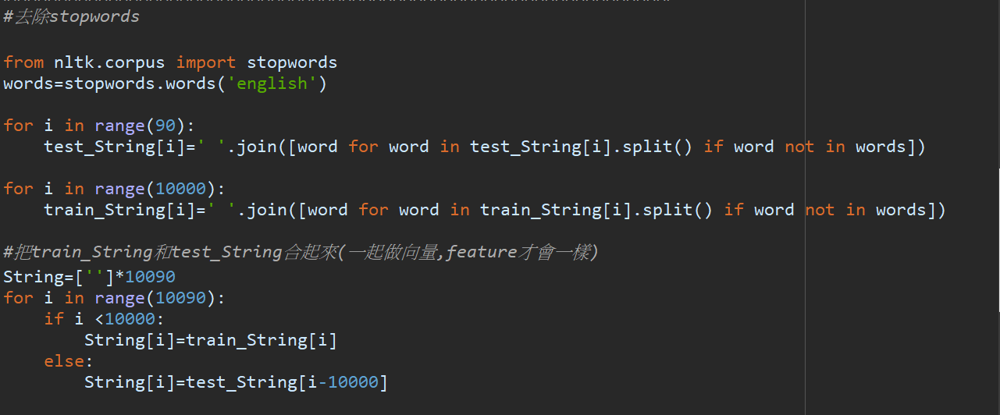 #去除stopwords
from nltk.corpus import stopwords
words=stopwords.words('english')
for i in range(90):
    test_String[i]=' '.join([word for word in test_String[i].split() if word not in words])
for i in range(10000):
    train_String[i]=' '.join([word for word in train_String[i].split() if word not in words])
#把train_String和test_String合起來(一起做向量,feature才會一樣)
String=['']*10090
for i in range(10090):
    if i <10000:
        String[i]=train_String[i]
    else:
        String[i]=test_String[i-10000]